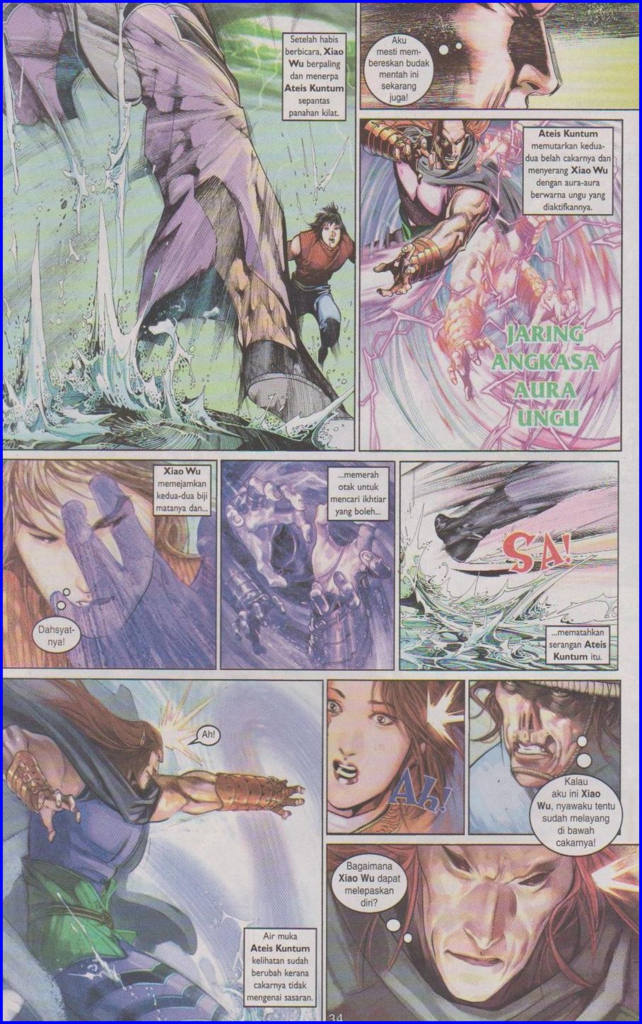 Setelah habis
berbicara, Xiao
Wu berpaling
dan menerpa
Ateis Kuntum
sepantas
panahan kilat.
Aku
mesti mem-
bereskan budak
mentah ini
sekarang
juga!
Ateis Kuntum
memutarkan kedua-
dua belah cakarnya dan
menyerang Xiao Wu
dengan aura-aura
berwarna ungu yang
diaktifkannya.
JARING
ANGKASA
AURA
UNGU
Xiao Wu
memejamkan
kedua-dua biji
matanya dan...
Dahsyat-
nya!
...memerah
otak untuk
mencari ikhtiar
yang boleh...
SA!
...mematahkan
serangan Ateis
Kuntum itu.
Ah!
Air muka
Ateis Kuntum
kelihatan sudah
berubah kerana
cakarnya tidak
mengenai sasaran.
Ah!
Kalau
aku ini Xiao
Wu, nyawaku tentu
sudah melayang
di bawah
cakarnya!
Bagaimana
Xiao Wu dapat
melepaskan
diri?
34